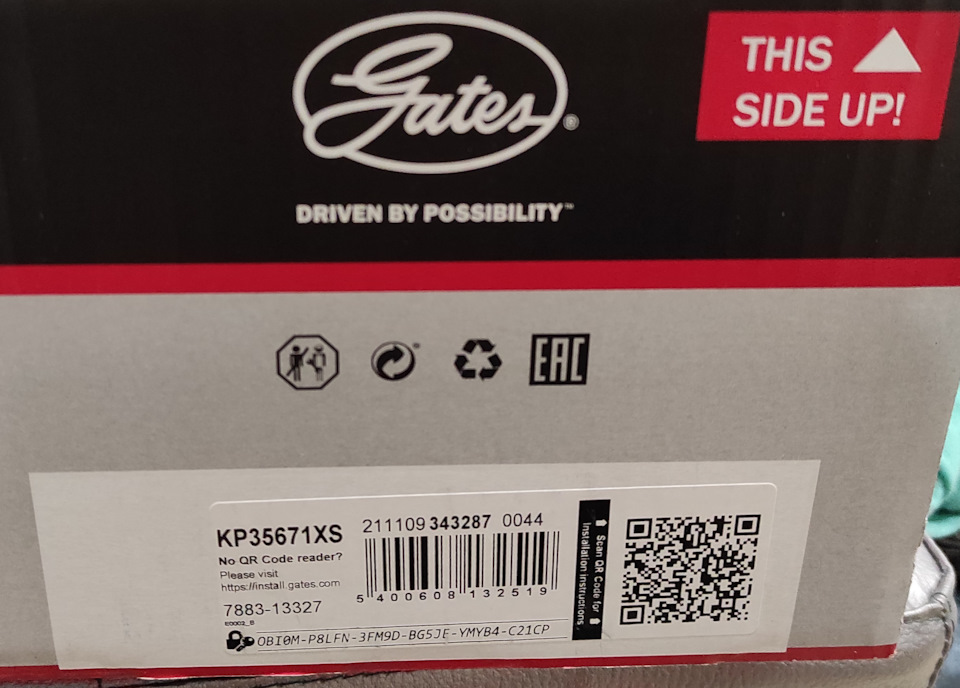 Gates®
THIS
SIDE UP!
DRIVEN BY POSSIBILITY™
EAC
KP35671XS
No QR Code reader?
Please visit
https://install.gates.com
7883-13327
E0002_B
OBI0M-P8LFN-3FM9D-BG5JE-YMYB4-C21CP
211109 343287 0044
5 400608 132519
Scan QR Code for
Installation instructions